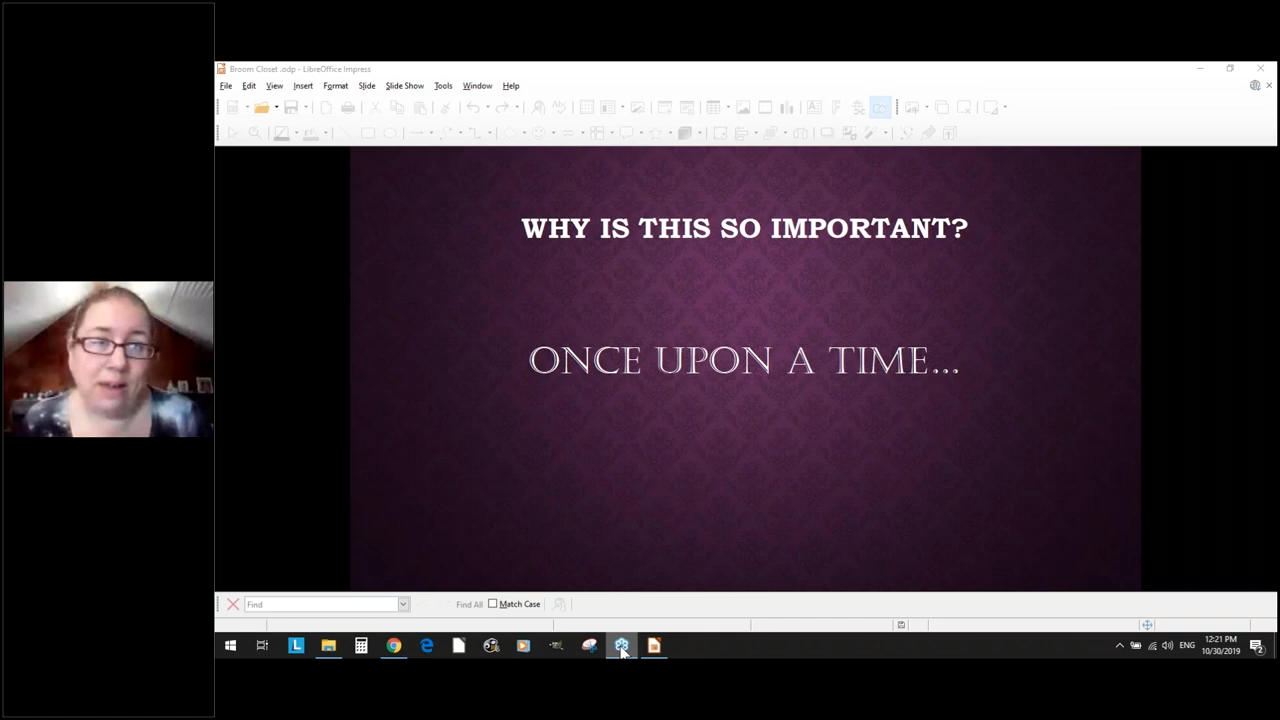 Broom Closet .odp - LibreOffice Impress
File Edit View Insert Format Slide Slide Show Tools Window Help
WHY IS THIS SO IMPORTANT?
ONCE UPON A TIME...
Find
Find All
Match Case
L
ENG
12:21 PM
10/30/2019
2